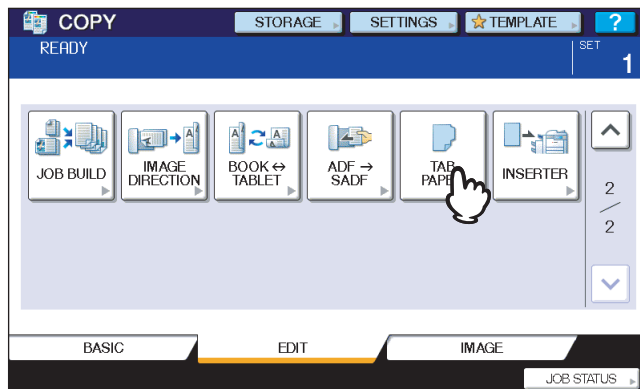 COPY
STORAGE
SETTINGS
TEMPLATE
?
READY
SET
1
JOB BUILD
IMAGE
DIRECTION
BOOK ↔
TABLET
ADF →
SADF
TAB
PAPER
INSERTER
2
/
2
BASIC
EDIT
IMAGE
JOB STATUS